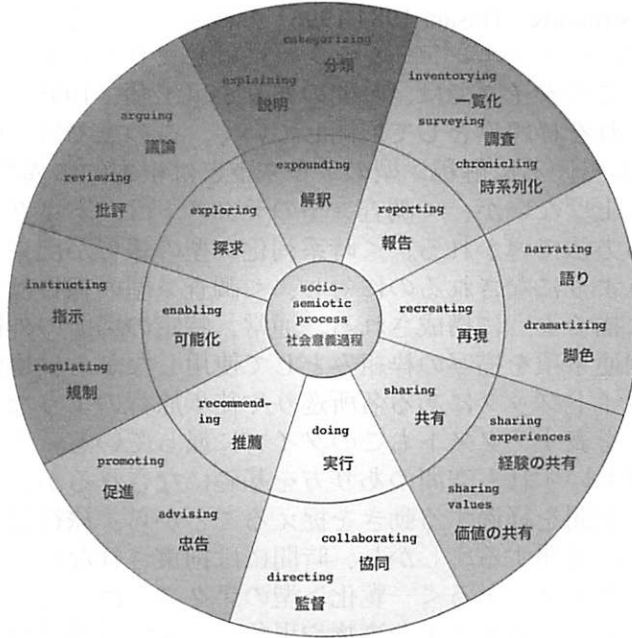 categorizing
分類
explaining
説明
expounding
解釈
inventorying
一覧化
surveying
調査
chronicling
時系列化
reporting
報告
narrating
語り
dramatizing
脚色
recreating
再現
sharing
experiences
経験の共有
sharing
values
価値の共有
sharing
共有
collaborating
協同
directing
監督
doing
実行
promoting
促進
advising
忠告
recommend-
ing
推薦
instructing
指示
regulating
規制
enabling
可能化
arguing
議論
reviewing
批評
exploring
探求
socio-
semiotic
process
社会意義過程